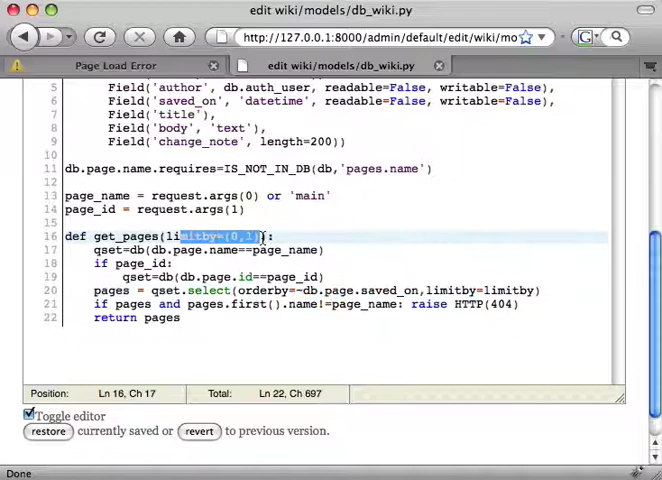 edit wiki/models/db_wiki.py
http://127.0.0.1:8000/admin/default/edit/wiki/mo
G
Page Load Error
edit wiki/models/db_wiki.py
5 Field('author', db.auth_user, readable=False, writable=False),
6 Field('saved_on', 'datetime', readable=False, writable=False),
7 Field('title'),
8 Field('body', 'text'),
9 Field('change_note', length=200))
10
11 db.page.name.requires=IS_NOT_IN_DB(db,'pages.name')
12
13 page_name = request.args(0) or 'main'
14 page_id = request.args(1)
15
16 def get_pages(limitby=(0,1)):
17 qset=db(db.page.name==page_name)
18 if page_id:
19 qset=db(db.page.id==page_id)
20 pages = qset.select(orderby=~db.page.saved_on,limitby=limitby)
21 if pages and pages.first().name!=page_name: raise HTTP(404)
22 return pages
Position: Ln 16, Ch 17 Total: Ln 22, Ch 697
Toggle editor
restore currently saved or revert to previous version.
Done